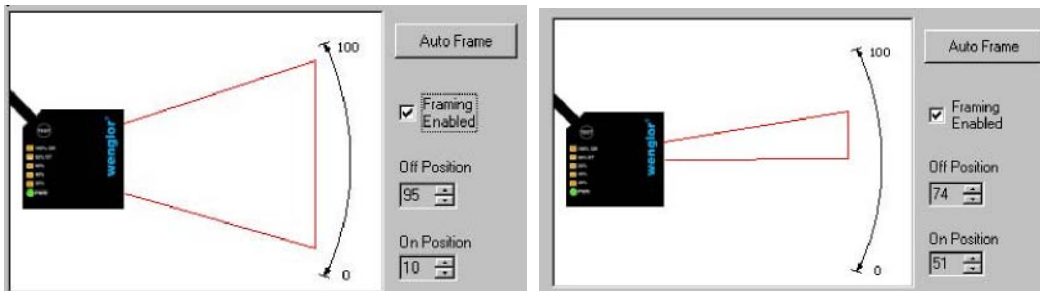 100
Auto Frame
TEST
wenglor®
Framing
Enabled
Off Position
95
On Position
10
0
100
Auto Frame
wenglor®
Framing
Enabled
Off Position
74
On Position
51
0